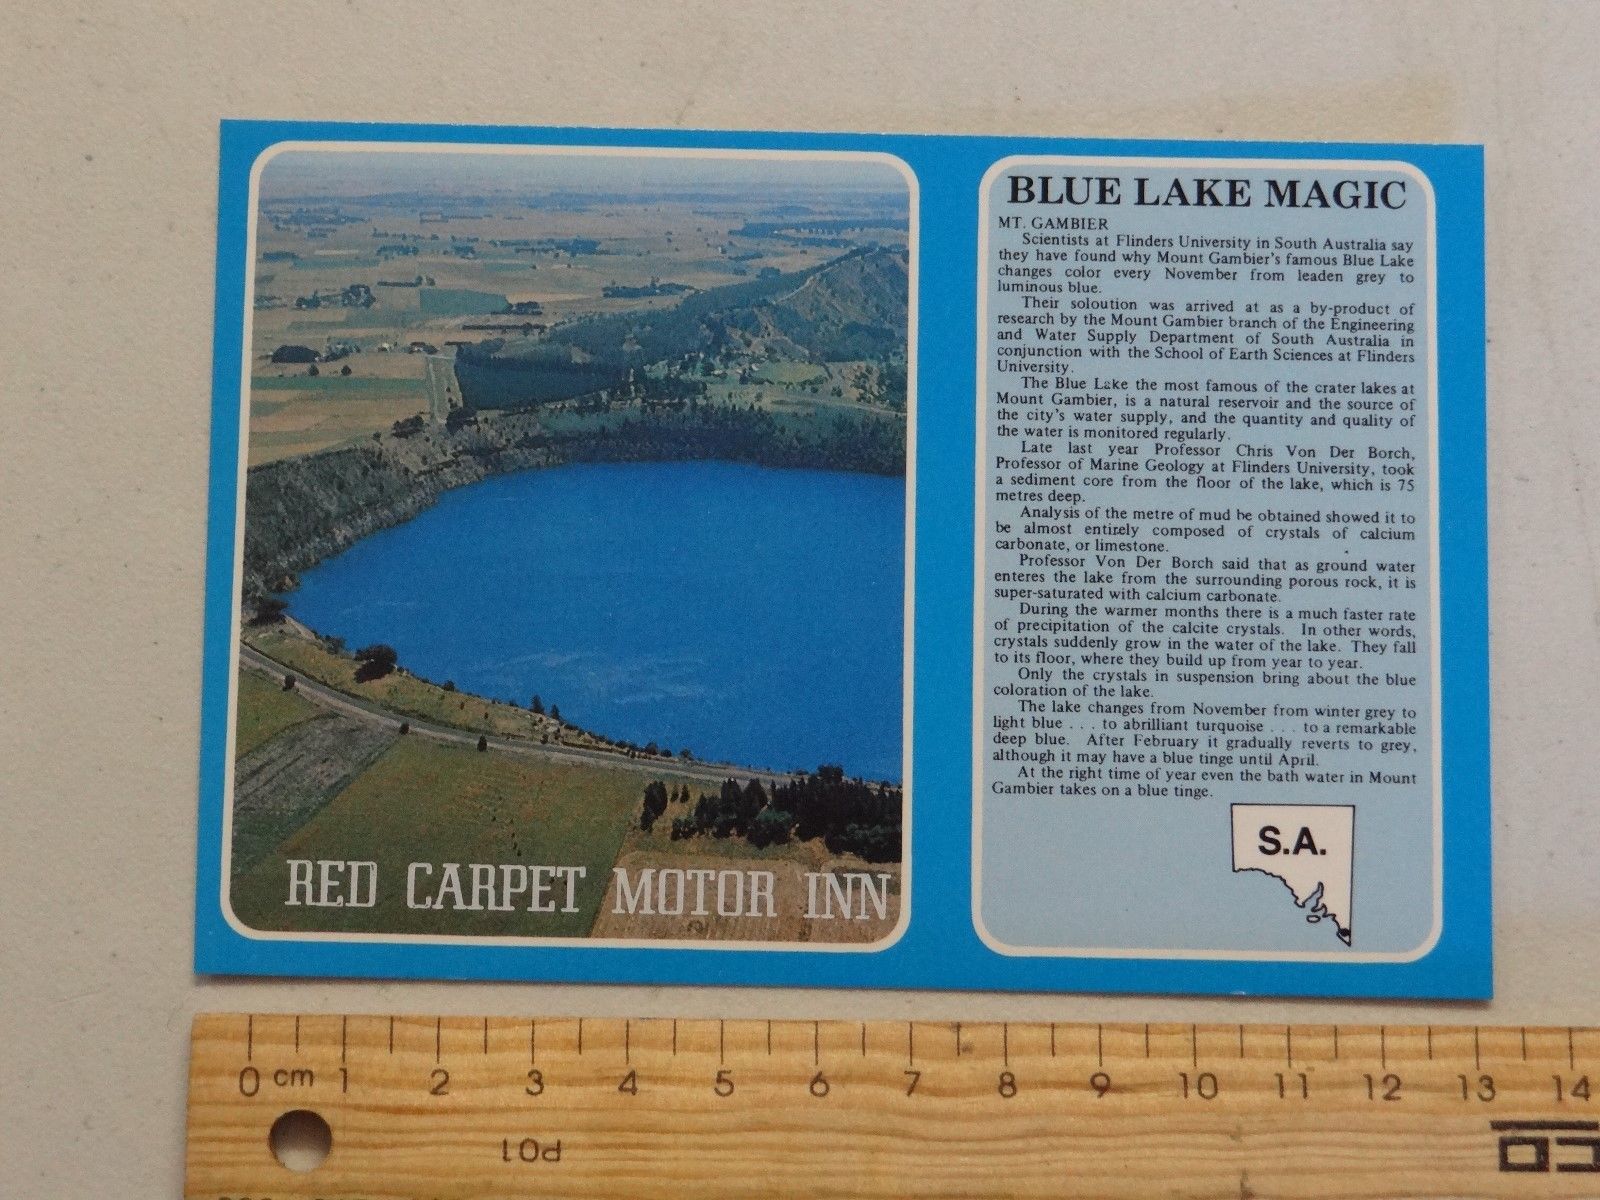 BLUE LAKE MAGIC
MT. GAMBIER
Scientists at Flinders University in South Australia say
they have found why Mount Gambier's famous Blue Lake
changes color every November from leaden grey to
luminous blue.
Their soloution was arrived at as a by-product of
research by the Mount Gambier branch of the Engineering
and Water Supply Department of South Australia in
conjunction with the School of Earth Sciences at Flinders
University.
The Blue Lake the most famous of the crater lakes at
Mount Gambier, is a natural reservoir and the source of
the city's water supply, and the quantity and quality of
the water is monitored regularly.
Late last year Professor Chris Von Der Borch,
Professor of Marine Geology at Flinders University, took
a sediment core from the floor of the lake, which is 75
metres deep.
Analysis of the metre of mud he obtained showed it to
be almost entirely composed of crystals of calcium
carbonate, or limestone.
Professor Von Der Borch said that as ground water
enters the lake from the surrounding porous rock, it is
super-saturated with calcium carbonate.
During the warmer months there is a much faster rate
of precipitation of the calcite crystals. In other words,
crystals suddenly grow in the water of the lake. They fall
to its floor, where they build up from year to year.
Only the crystals in suspension bring about the blue
coloration of the lake.
The lake changes from November from winter grey to
light blue . . . to abrilliant turquoise . . . to a remarkable
deep blue. After February it gradually reverts to grey,
although it may have a blue tinge until April.
At the right time of year even the bath water in Mount
Gambier takes on a blue tinge.
S.A.
RED CARPET MOTOR INN
0 cm 1 2 3 4 5 6 7 8 9 10 11 12 13 14
P01